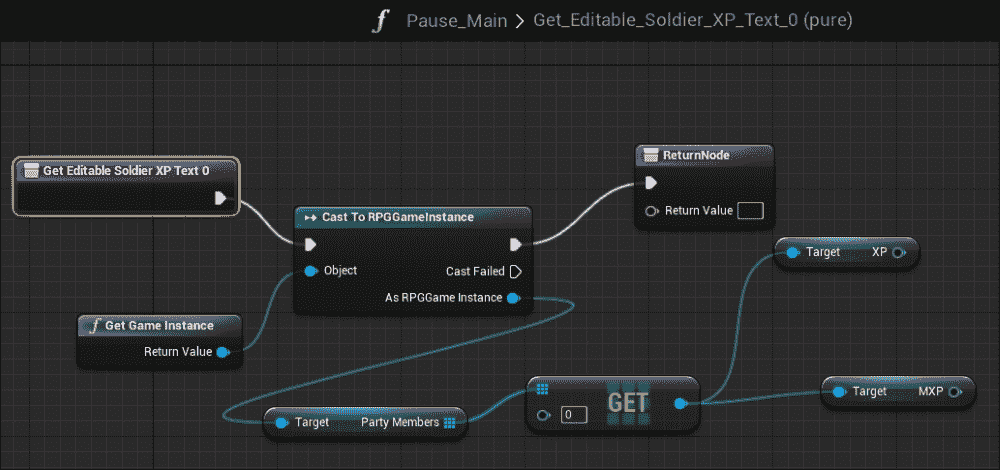 f Pause_Main > Get_Editable_Soldier_XP_Text_0 (pure)
Get Editable Soldier XP Text 0
ReturnNode
Return Value
Cast To RPGGameInstance
Object
Cast Failed
As RPGGame Instance
Target XP
f Get Game Instance
Return Value
Target Party Members
0 GET
Target MXP